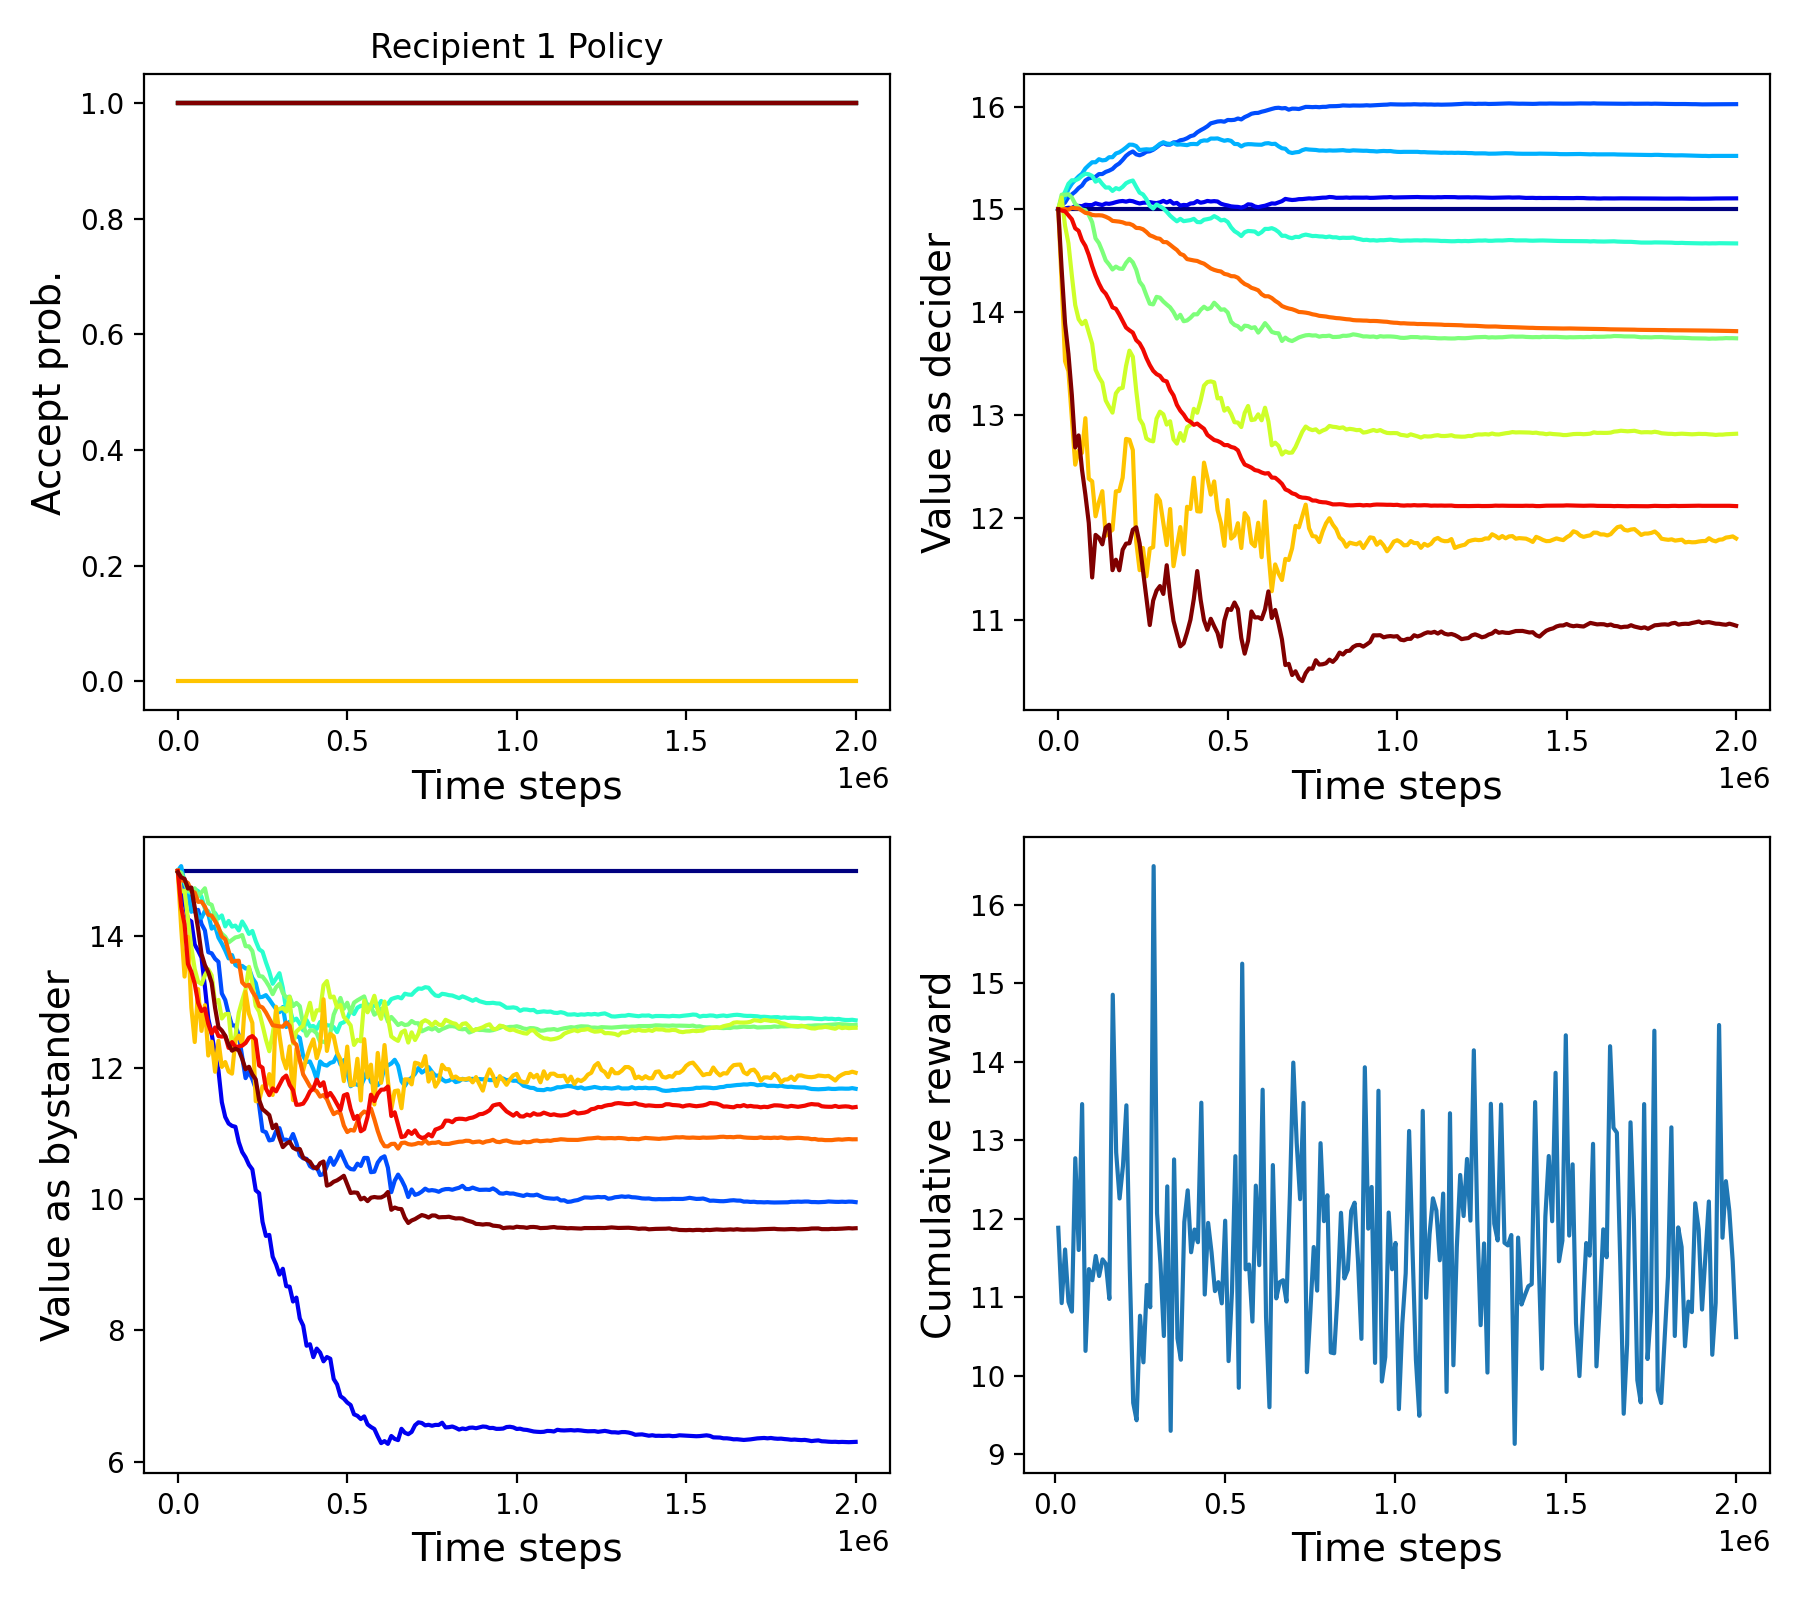 Recipient 1 Policy
Accept prob.
1.0
0.8
0.6
0.4
0.2
0.0
0.0 0.5 1.0 1.5 2.0
1e6
Time steps
Value as decider
16
15
14
13
12
11
0.0 0.5 1.0 1.5 2.0
1e6
Time steps
Value as bystander
14
12
10
8
6
0.0 0.5 1.0 1.5 2.0
1e6
Time steps
Cumulative reward
16
15
14
13
12
11
10
9
0.0 0.5 1.0 1.5 2.0
1e6
Time steps